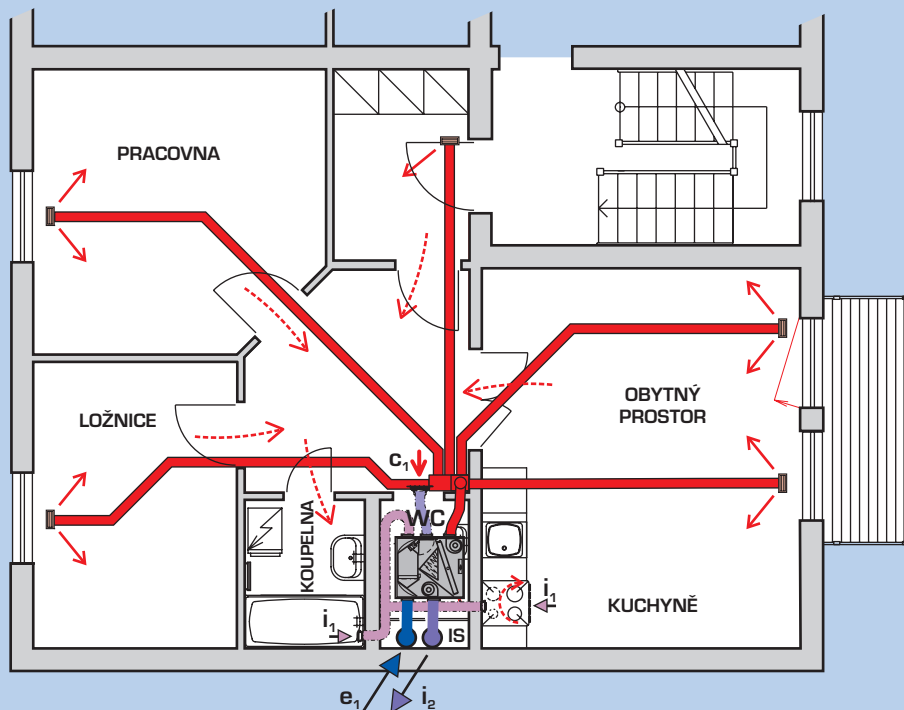 PRACOVNA
LOŽNICE
OBYTNÝ
PROSTOR
c₁
WC
KOUPELNA
KUCHYNĚ
i₁
i₁
IS
e₁
i₂